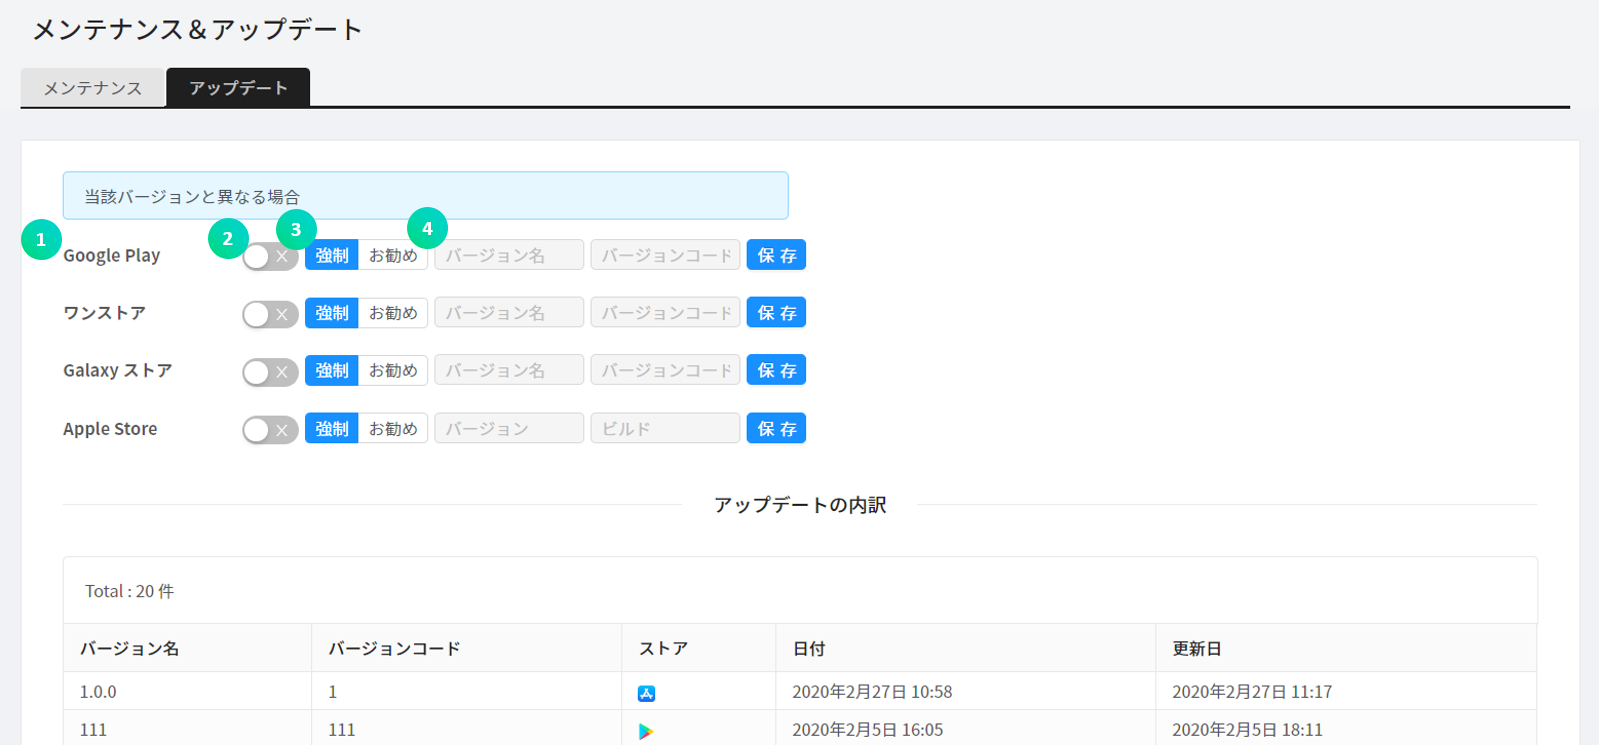 メンテナンス＆アップデート
メンテナンス アップデート
当該バージョンと異なる場合
1 2 3 4
Google Play X 強制 お勧め バージョン名 バージョンコード 保存
ワンストア X 強制 お勧め バージョン名 バージョンコード 保存
Galaxy ストア X 強制 お勧め バージョン名 バージョンコード 保存
Apple Store X 強制 お勧め バージョン ビルド 保存
アップデートの内訳
Total : 20 件
バージョン名 バージョンコード ストア 日付 更新日
1.0.0 1 2020年2月27日 10:58 2020年2月27日 11:17
111 111 2020年2月5日 16:05 2020年2月5日 18:11